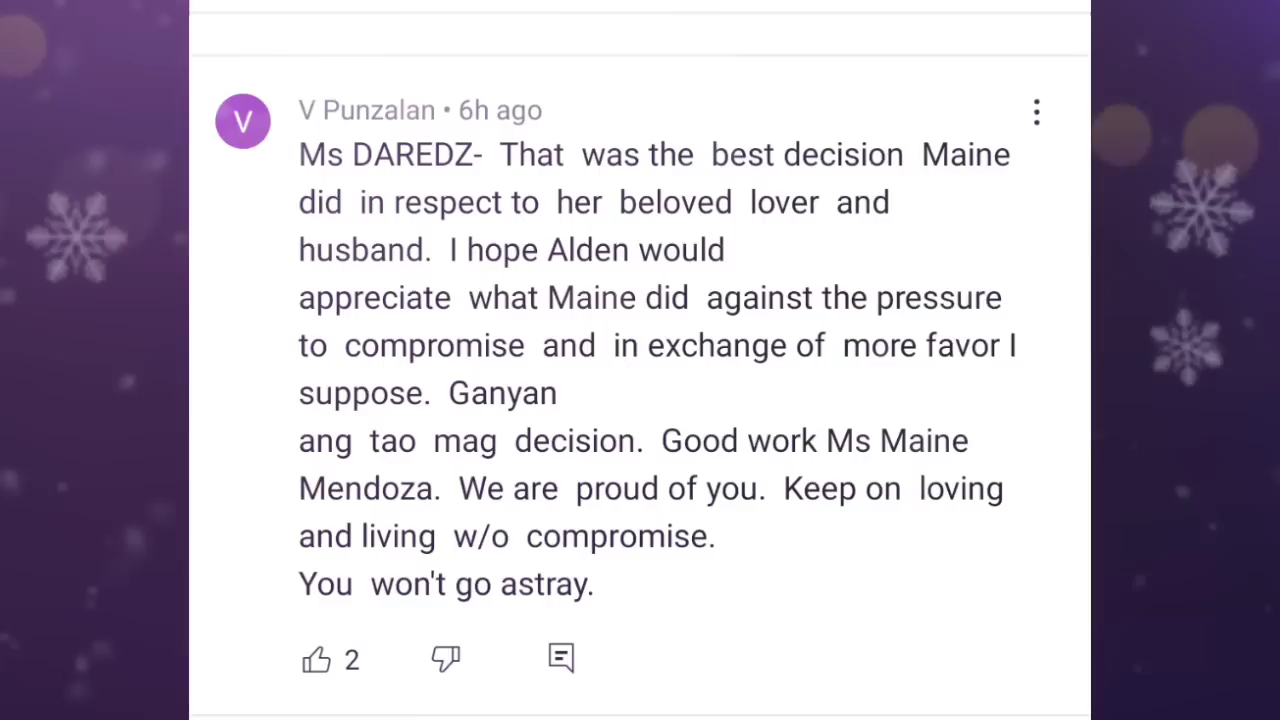 V
V Punzalan • 6h ago
Ms DAREDZ- That was the best decision Maine
did in respect to her beloved lover and
husband. I hope Alden would
appreciate what Maine did against the pressure
to compromise and in exchange of more favor I
suppose. Ganyan
ang tao mag decision. Good work Ms Maine
Mendoza. We are proud of you. Keep on loving
and living w/o compromise.
You won't go astray.
2